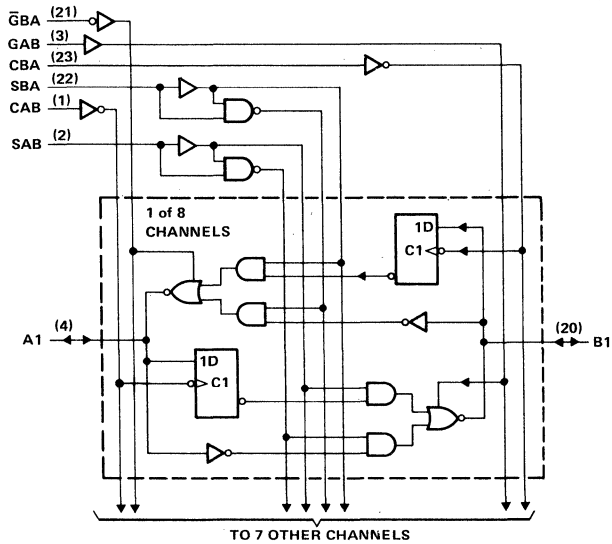 G̅BA (21)
GAB (3)
CBA (23)
SBA (22)
CAB (1)
SAB (2)
1 of 8
CHANNELS
1D
C1
A1 (4)
(20) B1
1D
C1
TO 7 OTHER CHANNELS